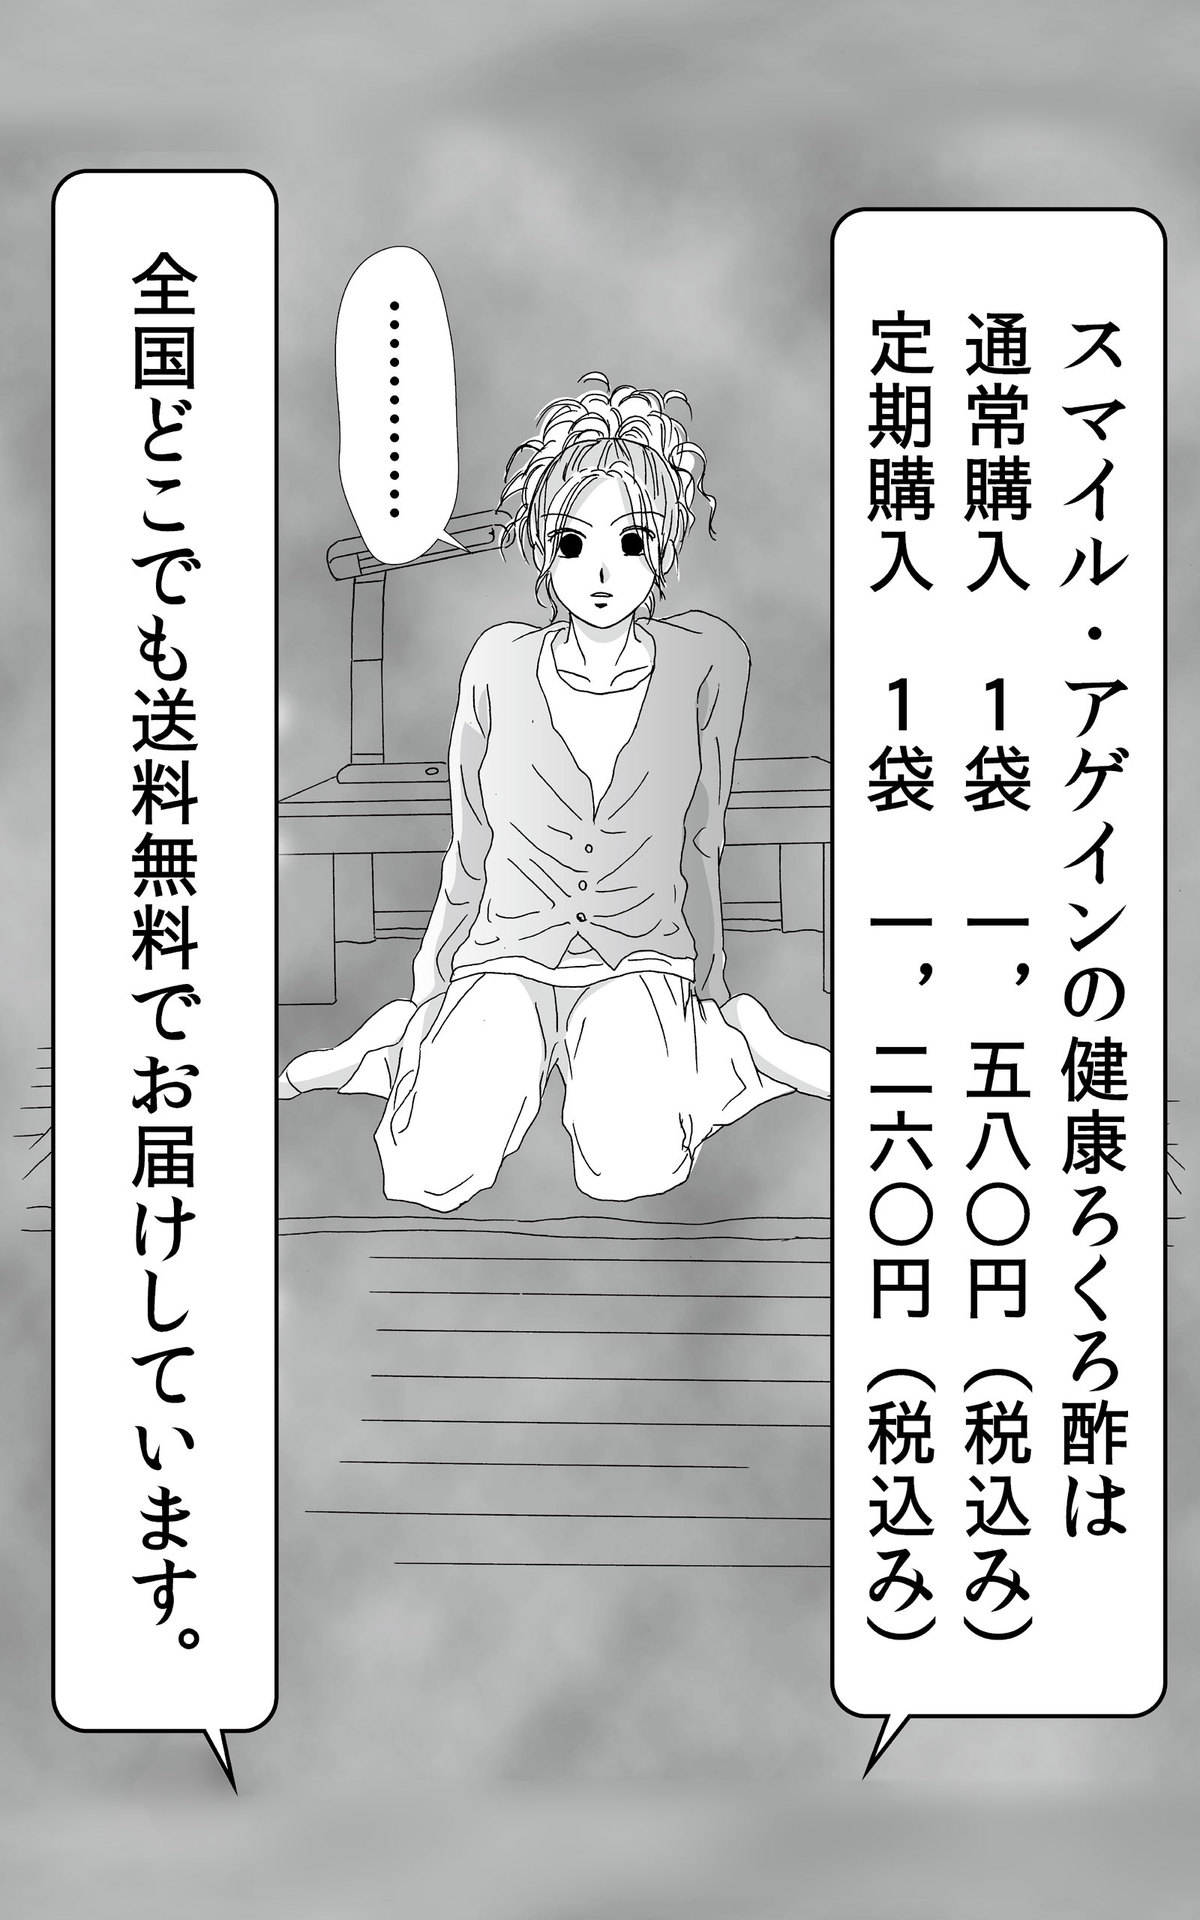 スマイル・アゲインの健康ろくろ酢は
通常購入　１袋　一，五八〇円（税込み）
定期購入　１袋　一，二六〇円（税込み）
…………
全国どこでも送料無料でお届けしています。